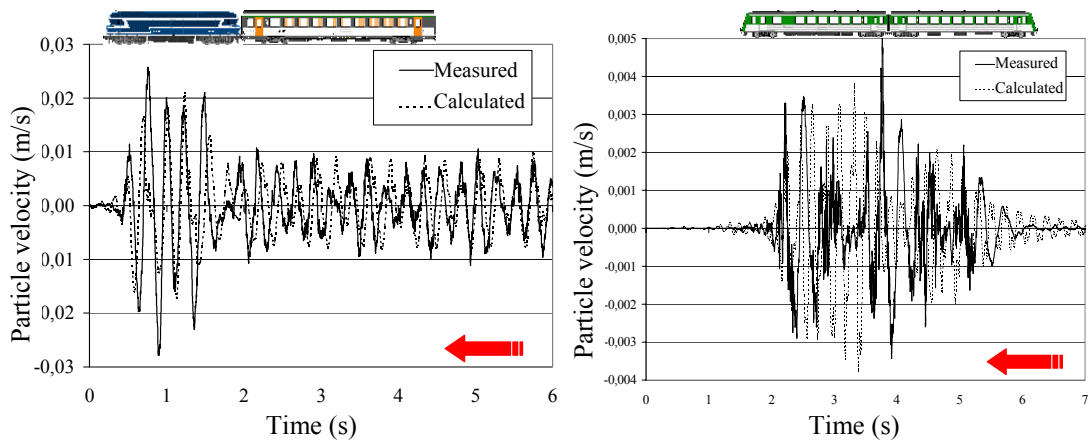 0,03
0,02
0,01
0,00
0,01
0,02
-0,03
Particle velocity (m/s)
Measured
Calculated
0 1 2 3 4 5 6
Time (s)
0,005
0,004
0,003
0,002
0,001
0,000
-0,001
-0,002
-0,003
-0,004
Particle velocity (m/s)
Measured
Calculated
0 1 2 3 4 5 6 7
Time (s)